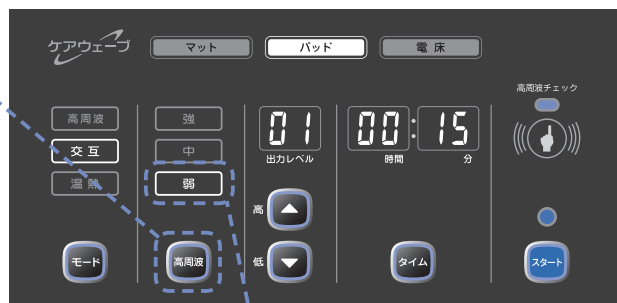 ケアウェーブ
マット
パッド
電床
高周波チェック
高周波
交互
温熱
強
中
弱
01
出力レベル
00:15
時間
分
高
低
モード
高周波
タイム
スタート